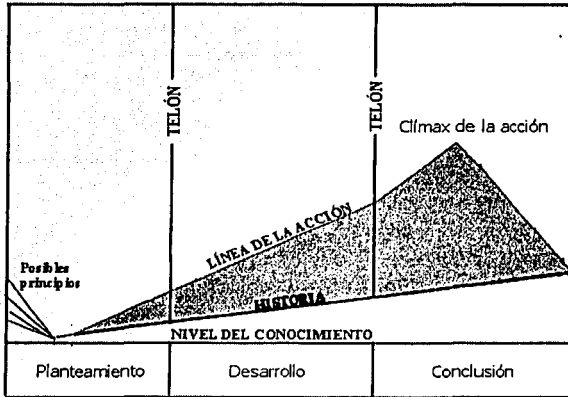 TELÓN
TELÓN
Clímax de la acción
LÍNEA DE LA ACCIÓN
Posibles
principios
HISTORIA
NIVEL DEL CONOCIMIENTO
Planteamiento
Desarrollo
Conclusión